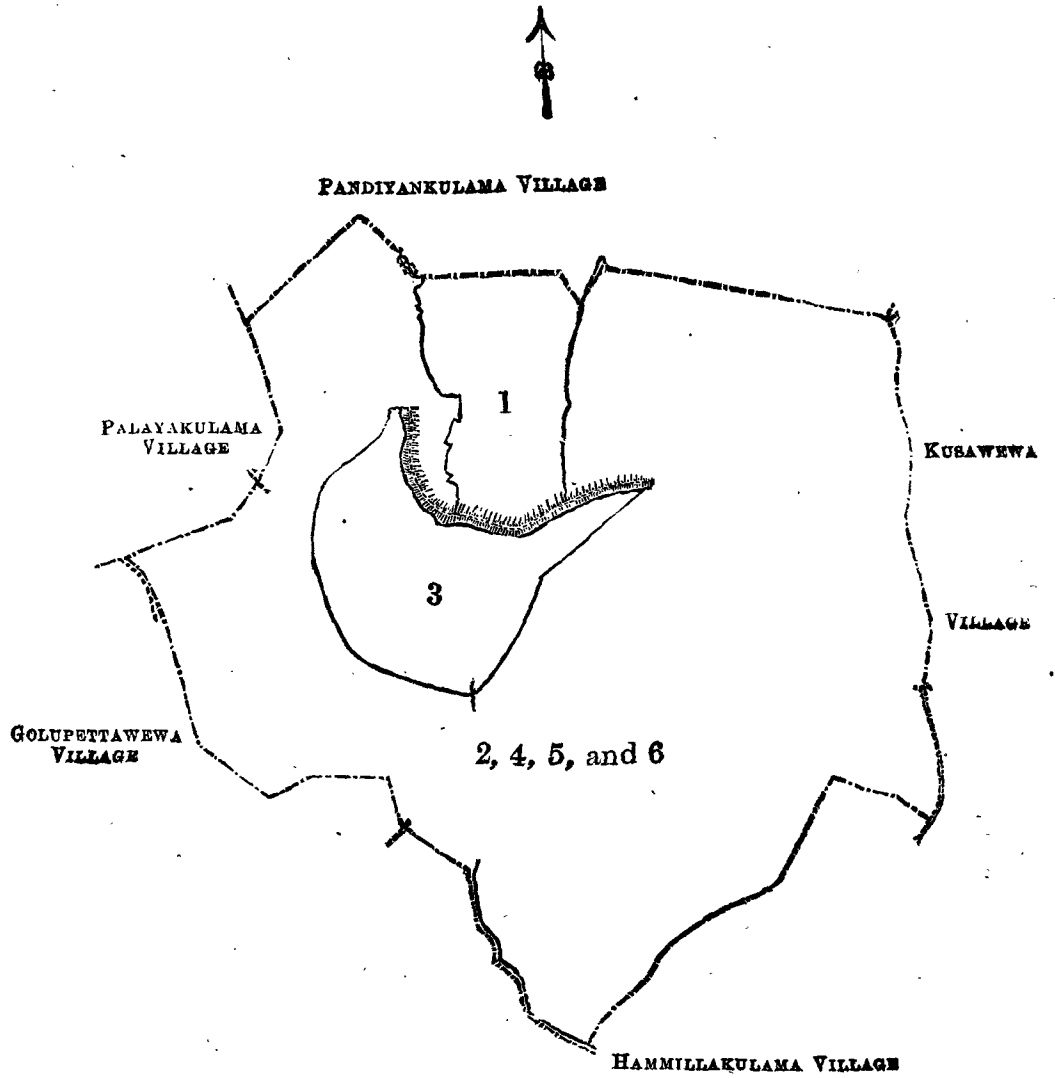 PANDIYANKULAMA VILLAGE
1
PALAYAKULAMA
VILLAGE
KUSAWEWA
3
VILLAGE
GOLUPETTAWEWA
VILLAGE
2, 4, 5, and 6
HAMMILLAKULAMA VILLAGE